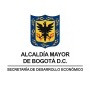 ALCALDÍA MAYOR
DE BOGOTÁ D.C.
SECRETARÍA DE DESARROLLO ECONÓMICO